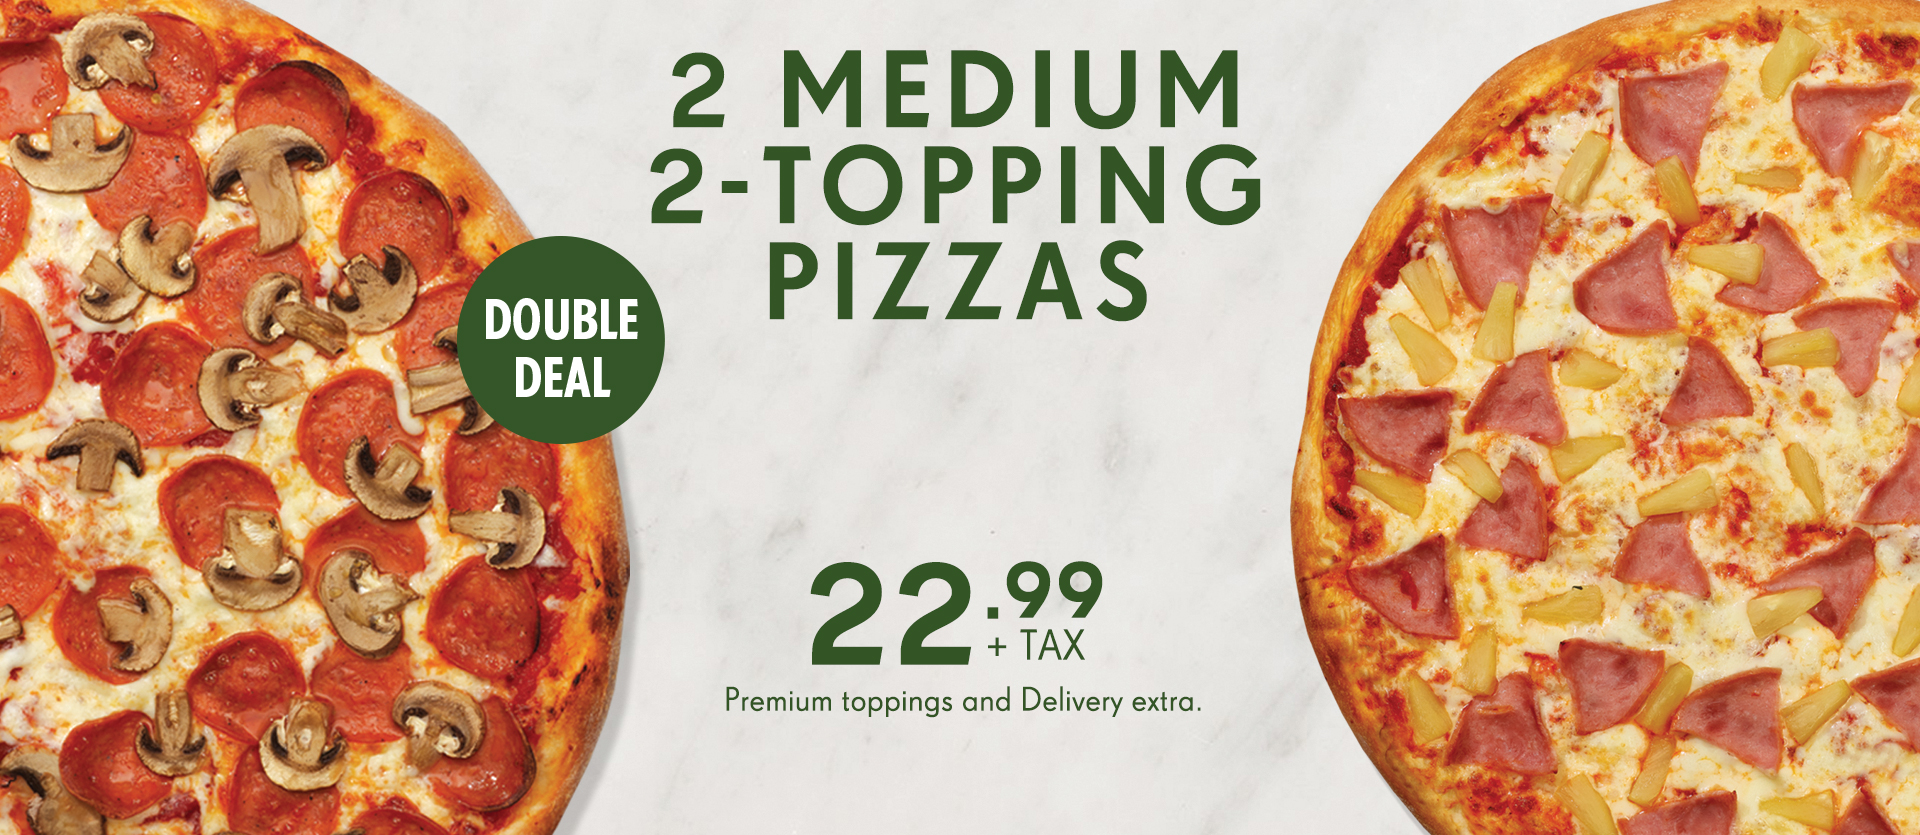 2 MEDIUM
2-TOPPING
PIZZAS
DOUBLE
DEAL
22.99
+ TAX
Premium toppings and Delivery extra.